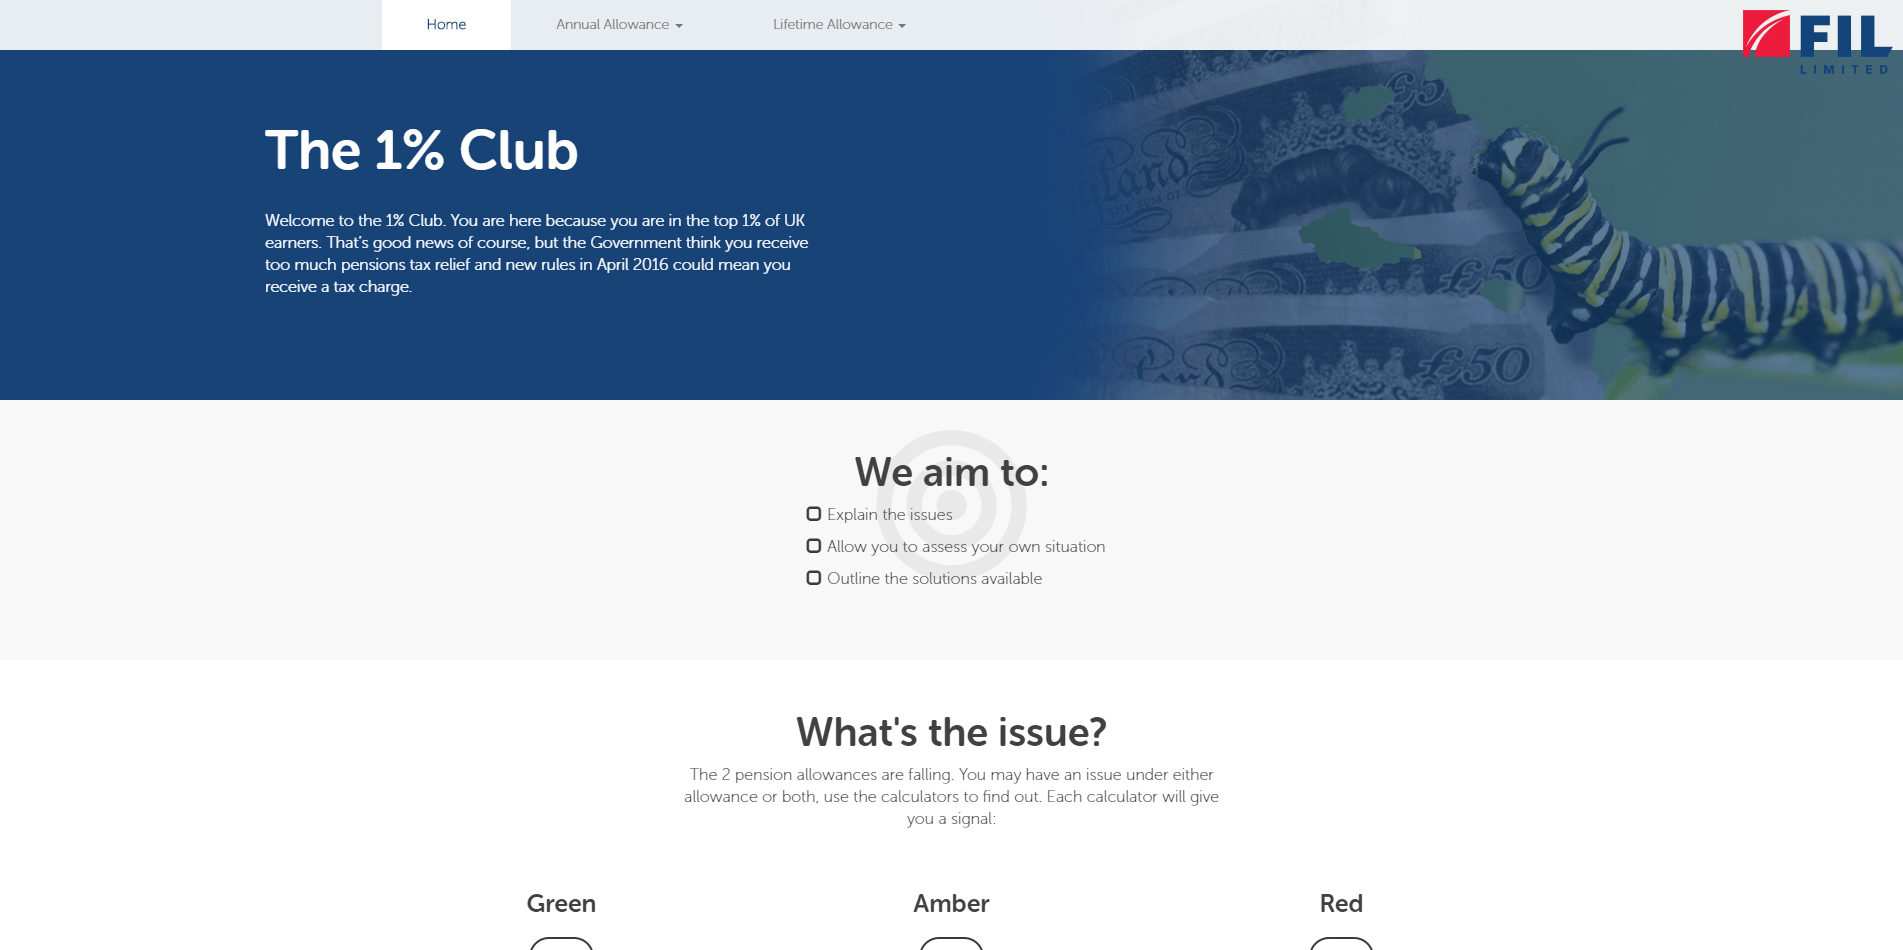 Home
Annual Allowance
Lifetime Allowance
FIL
LIMITED
The 1% Club
Welcome to the 1% Club. You are here because you are in the top 1% of UK
earners. That's good news of course, but the Government think you receive
too much pensions tax relief and new rules in April 2016 could mean you
receive a tax charge.
£50
£50
We aim to:
Explain the issues
Allow you to assess your own situation
Outline the solutions available
What's the issue?
The 2 pension allowances are falling. You may have an issue under either
allowance or both, use the calculators to find out. Each calculator will give
you a signal:
Green
Amber
Red